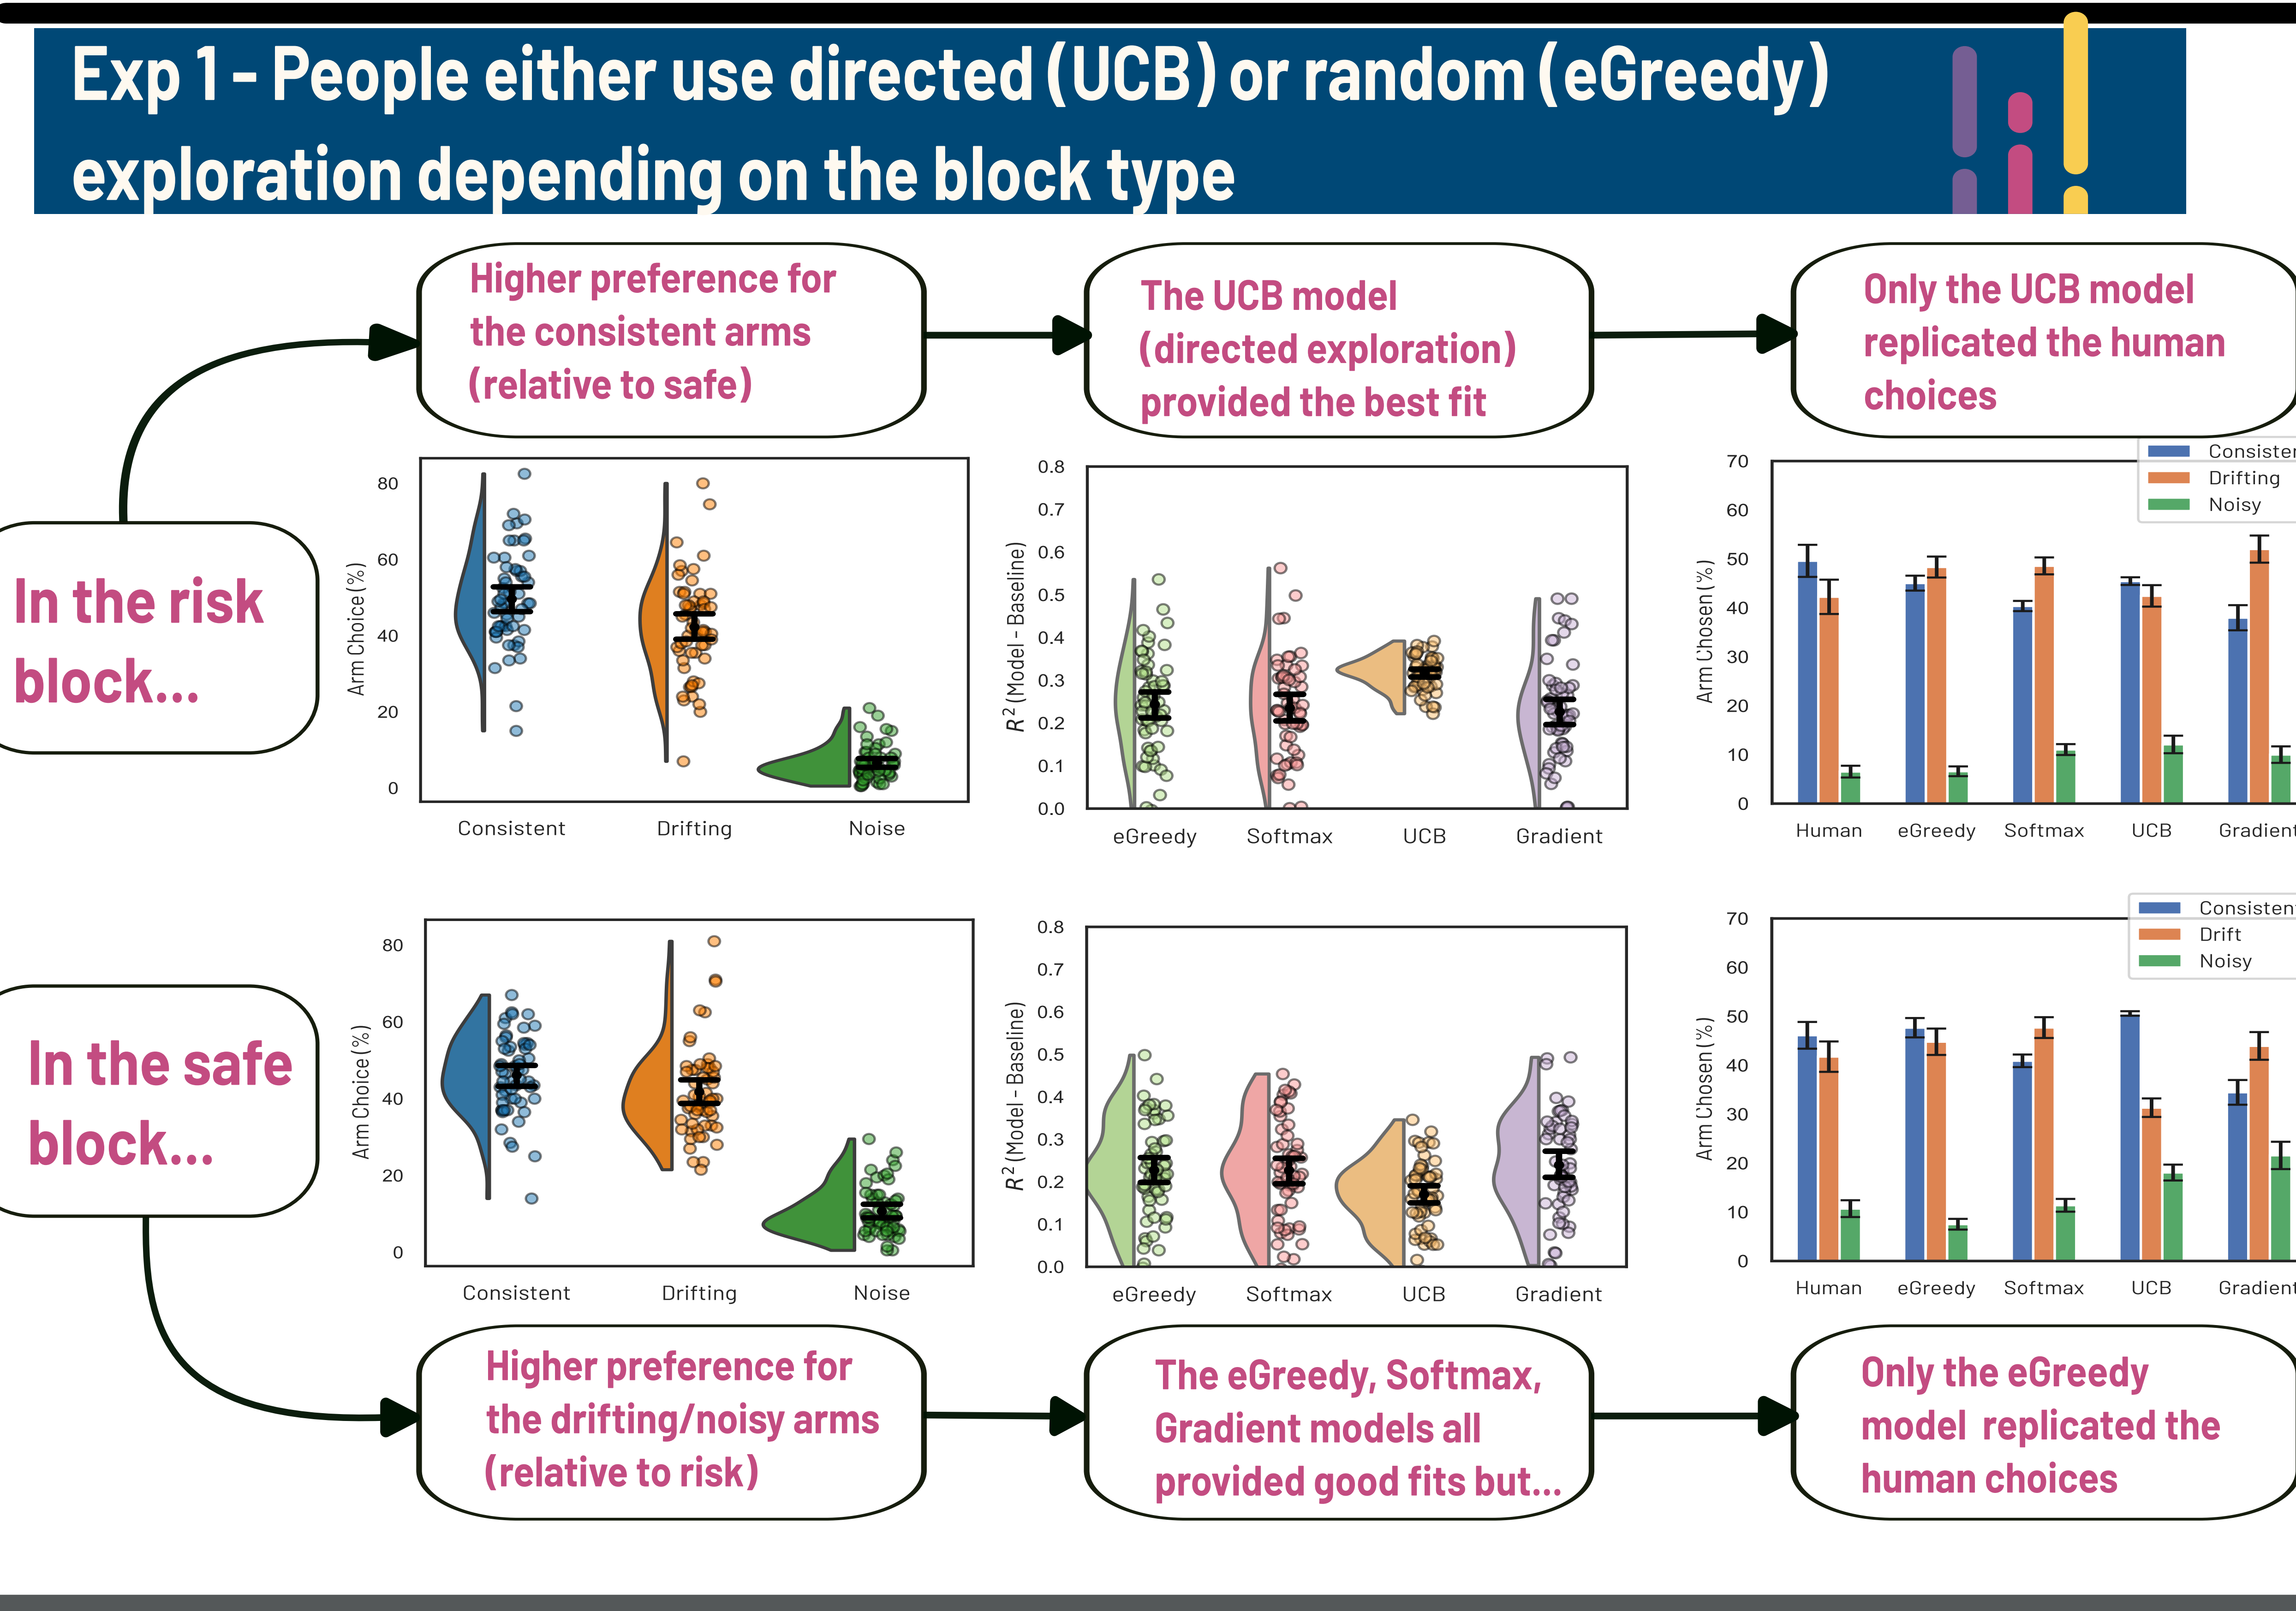 Exp 1 - People either use directed (UCB) or random (eGreedy)
exploration depending on the block type
Higher preference for
the consistent arms
(relative to safe)
The UCB model
(directed exploration)
provided the best fit
Only the UCB model
replicated the human
choices
In the risk
block...
Arm Choice (%)
80
60
40
20
0
Consistent Drifting Noise
R² (Model - Baseline)
0.8
0.7
0.6
0.5
0.4
0.3
0.2
0.1
0.0
eGreedy Softmax UCB Gradient
Arm Chosen (%)
70
60
50
40
30
20
10
0
Consisten
Drifting
Noisy
Human eGreedy Softmax UCB Gradient
In the safe
block...
Arm Choice (%)
80
60
40
20
0
Consistent Drifting Noise
R² (Model - Baseline)
0.8
0.7
0.6
0.5
0.4
0.3
0.2
0.1
0.0
eGreedy Softmax UCB Gradient
Arm Chosen (%)
70
60
50
40
30
20
10
0
Consistent
Drift
Noisy
Human eGreedy Softmax UCB Gradient
Higher preference for
the drifting/noisy arms
(relative to risk)
The eGreedy, Softmax,
Gradient models all
provided good fits but...
Only the eGreedy
model replicated the
human choices